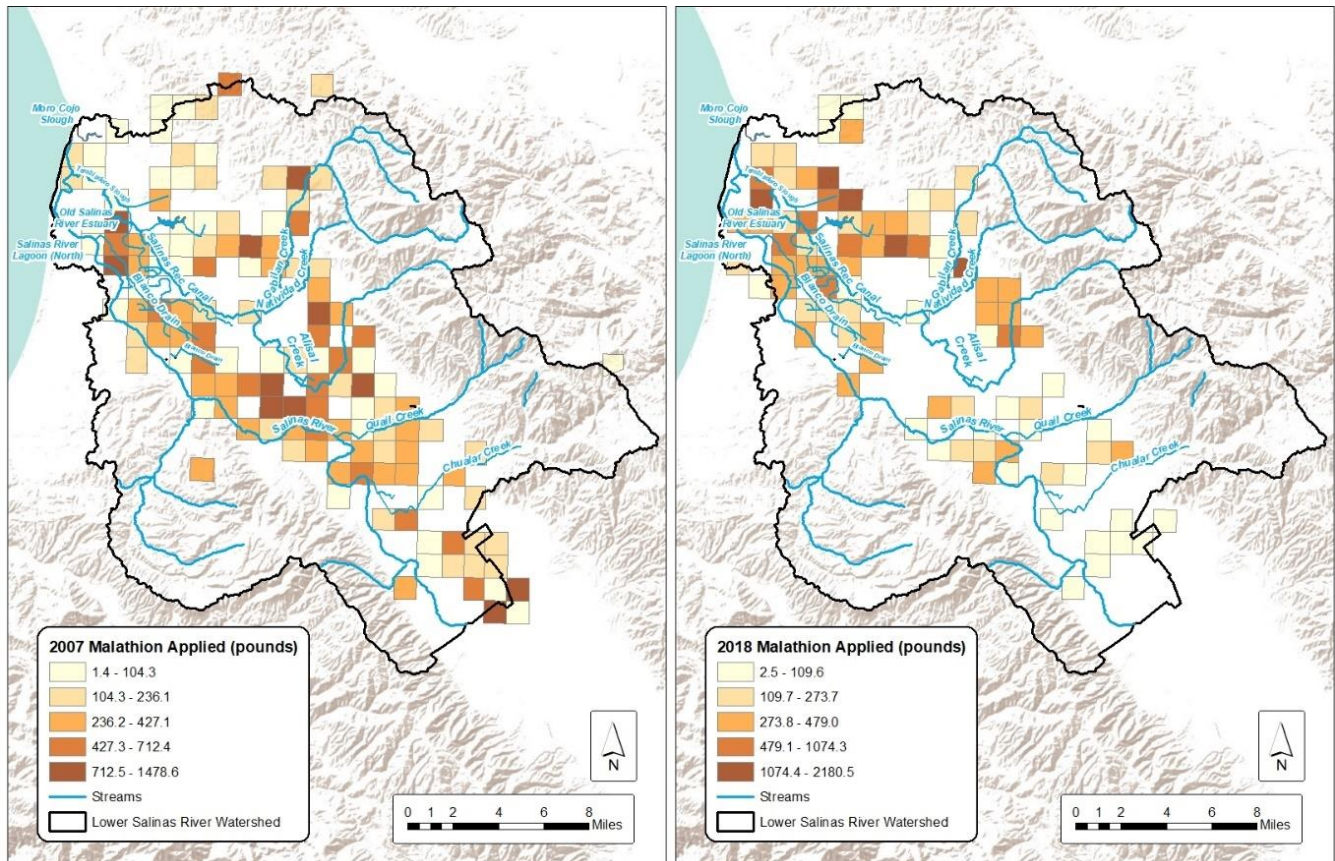 Moro Cojo
Slough
Tembladero Slough
Old Salinas
River Estuary
Salinas River
Lagoon (North)
Salinas Rec Canal
Blanco Drain
Blanco Drain
Gabilan Creek
Natividad Creek
Alisal
Creek
Salinas River
Quail Creek
Chualar Creek
2007 Malathion Applied (pounds)
1.4 - 104.3
104.3 - 236.1
236.2 - 427.1
427.3 - 712.4
712.5 - 1478.6
Streams
Lower Salinas River Watershed
N
0 1 2 4 6 8
Miles
Moro Cojo
Slough
Tembladero Slough
Old Salinas
River Estuary
Salinas River
Lagoon (North)
Salinas Rec Canal
Blanco Drain
Blanco Drain
Gabilan Creek
Natividad Creek
Alisal
Creek
Salinas River
Quail Creek
Chualar Creek
2018 Malathion Applied (pounds)
2.5 - 109.6
109.7 - 273.7
273.8 - 479.0
479.1 - 1074.3
1074.4 - 2180.5
Streams
Lower Salinas River Watershed
N
0 1 2 4 6 8
Miles